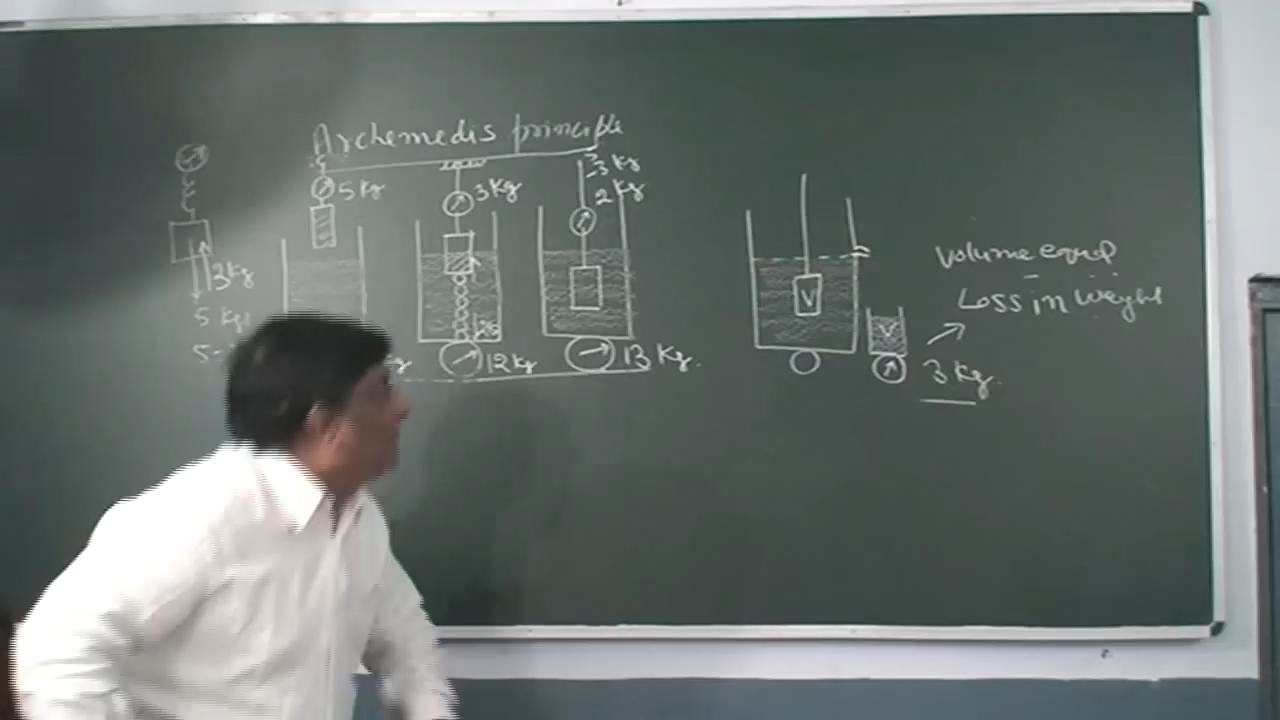 Archemedis principle
5 kg
3 kg
3 kg
2 kg
3 kg
5 kg
5-
12 kg
13 kg.
V
V
Volume equal
Loss in weight
3 kg.